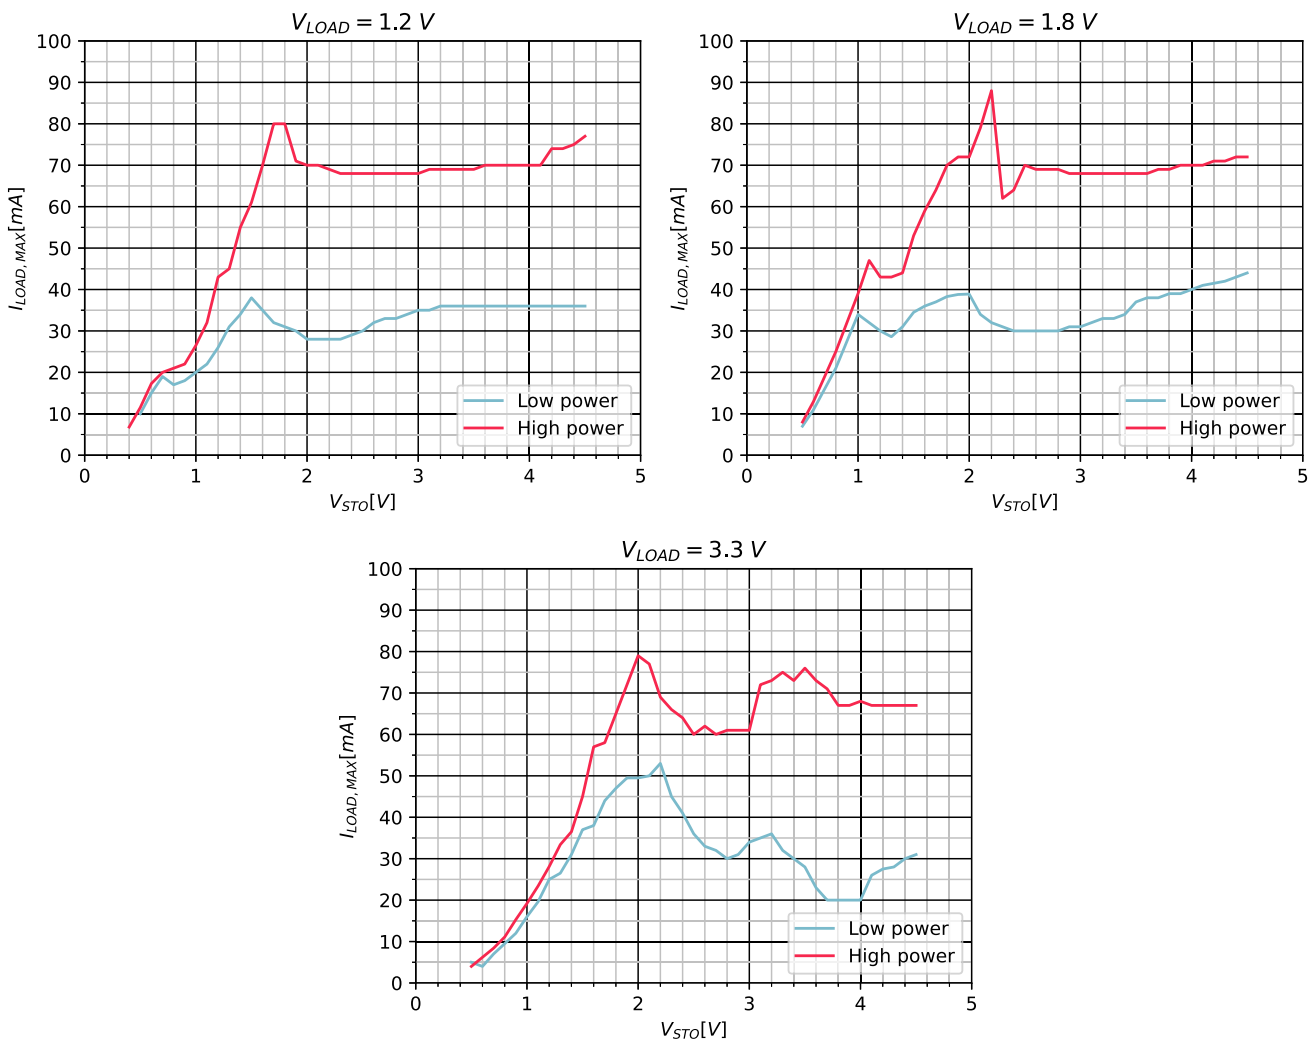 V_LOAD = 1.2 V
100
90
80
70
60
50
40
30
20
10
0
I_LOAD, MAX[mA]
Low power
High power
0 1 2 3 4 5
V_STO[V]
V_LOAD = 1.8 V
100
90
80
70
60
50
40
30
20
10
0
I_LOAD, MAX[mA]
Low power
High power
0 1 2 3 4 5
V_STO[V]
V_LOAD = 3.3 V
100
90
80
70
60
50
40
30
20
10
0
I_LOAD, MAX[mA]
Low power
High power
0 1 2 3 4 5
V_STO[V]